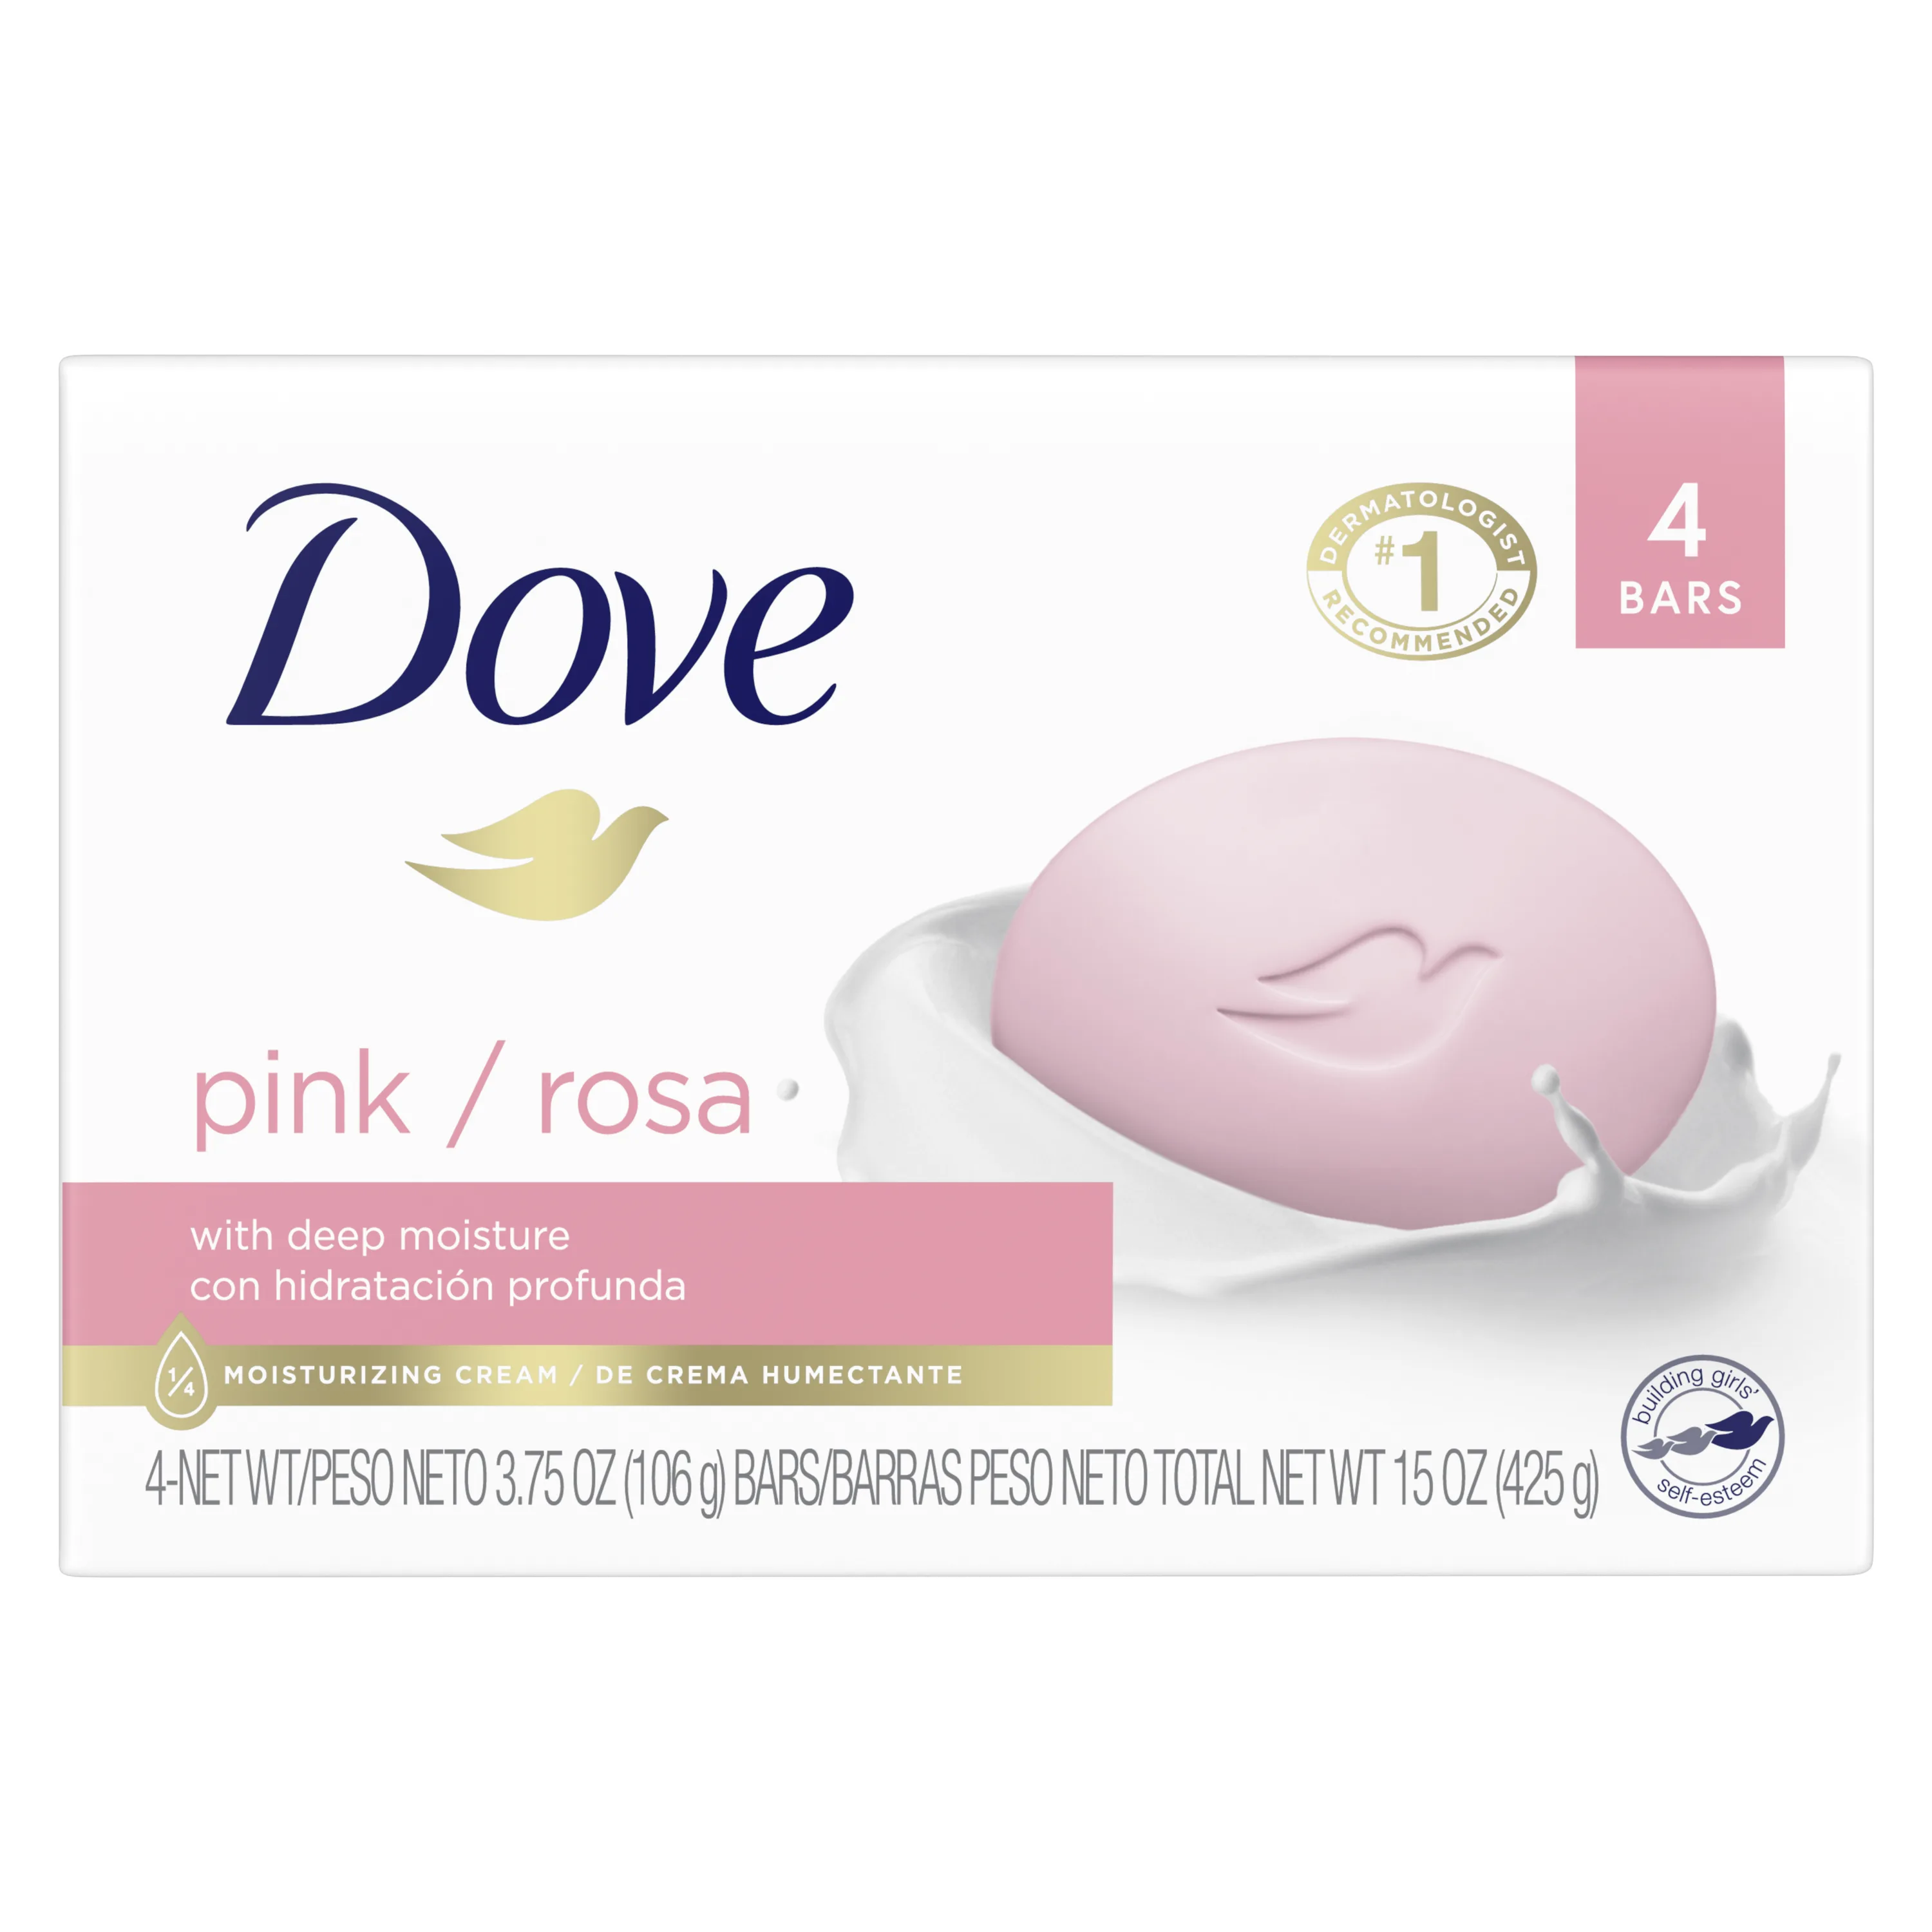 Dove
DERMATOLOGIST
#1
RECOMMENDED
4
BARS
pink / rosa
with deep moisture
con hidratación profunda
1/4 MOISTURIZING CREAM / DE CREMA HUMECTANTE
4-NET WT/PESO NETO 3.75 OZ (106 g) BARS/BARRAS PESO NETO TOTAL NET WT 15 OZ (425 g)
building girls'
self-esteem